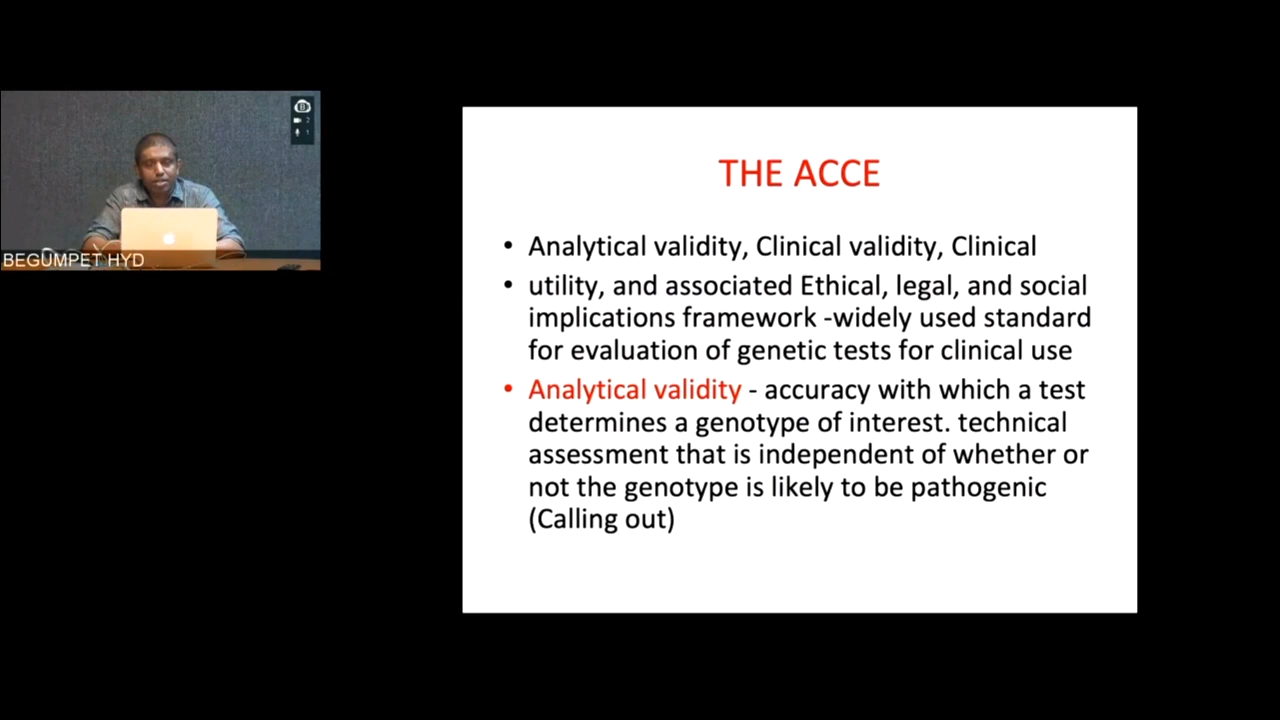 BEGUMPET HYD
THE ACCE
• Analytical validity, Clinical validity, Clinical
• utility, and associated Ethical, legal, and social
implications framework -widely used standard
for evaluation of genetic tests for clinical use
• Analytical validity - accuracy with which a test
determines a genotype of interest. technical
assessment that is independent of whether or
not the genotype is likely to be pathogenic
(Calling out)